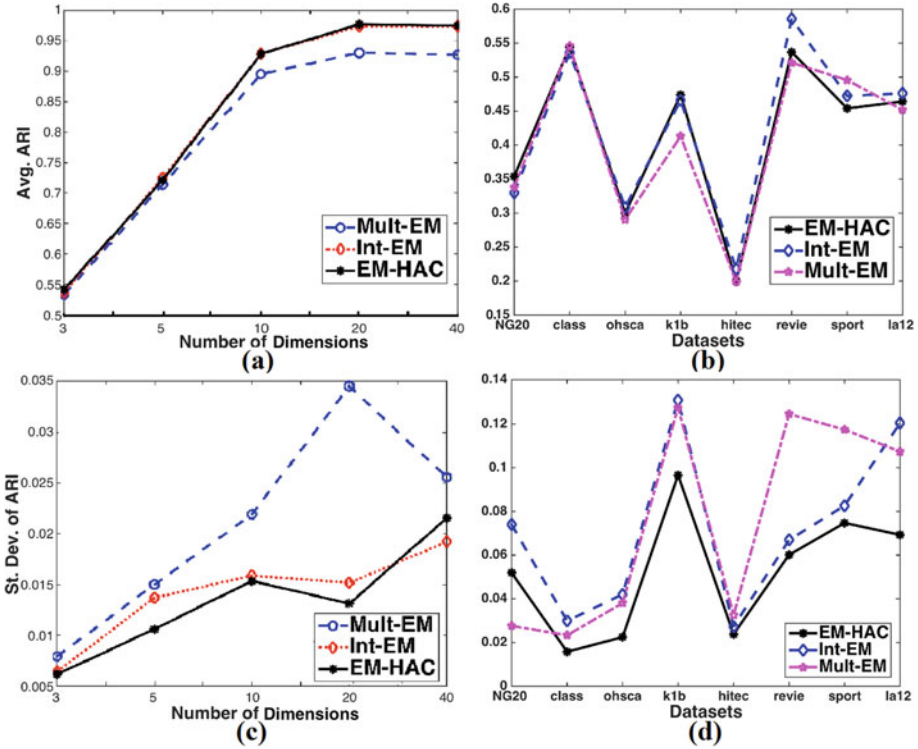 Avg. ARI
1
0.95
0.9
0.85
0.8
0.75
0.7
0.65
0.6
0.55
0.5
3
5
10
20
40
Number of Dimensions
Mult-EM
Int-EM
EM-HAC
(a)
0.6
0.55
0.5
0.45
0.4
0.35
0.3
0.25
0.2
0.15
NG20
class
ohsca
k1b
hitec
revie
sport
la12
Datasets
EM-HAC
Int-EM
Mult-EM
(b)
St. Dev. of ARI
0.035
0.03
0.025
0.02
0.015
0.01
0.005
3
5
10
20
40
Number of Dimensions
Mult-EM
Int-EM
EM-HAC
(c)
0.14
0.12
0.1
0.08
0.06
0.04
0.02
0
NG20
class
ohsca
k1b
hitec
revie
sport
la12
Datasets
EM-HAC
Int-EM
Mult-EM
(d)